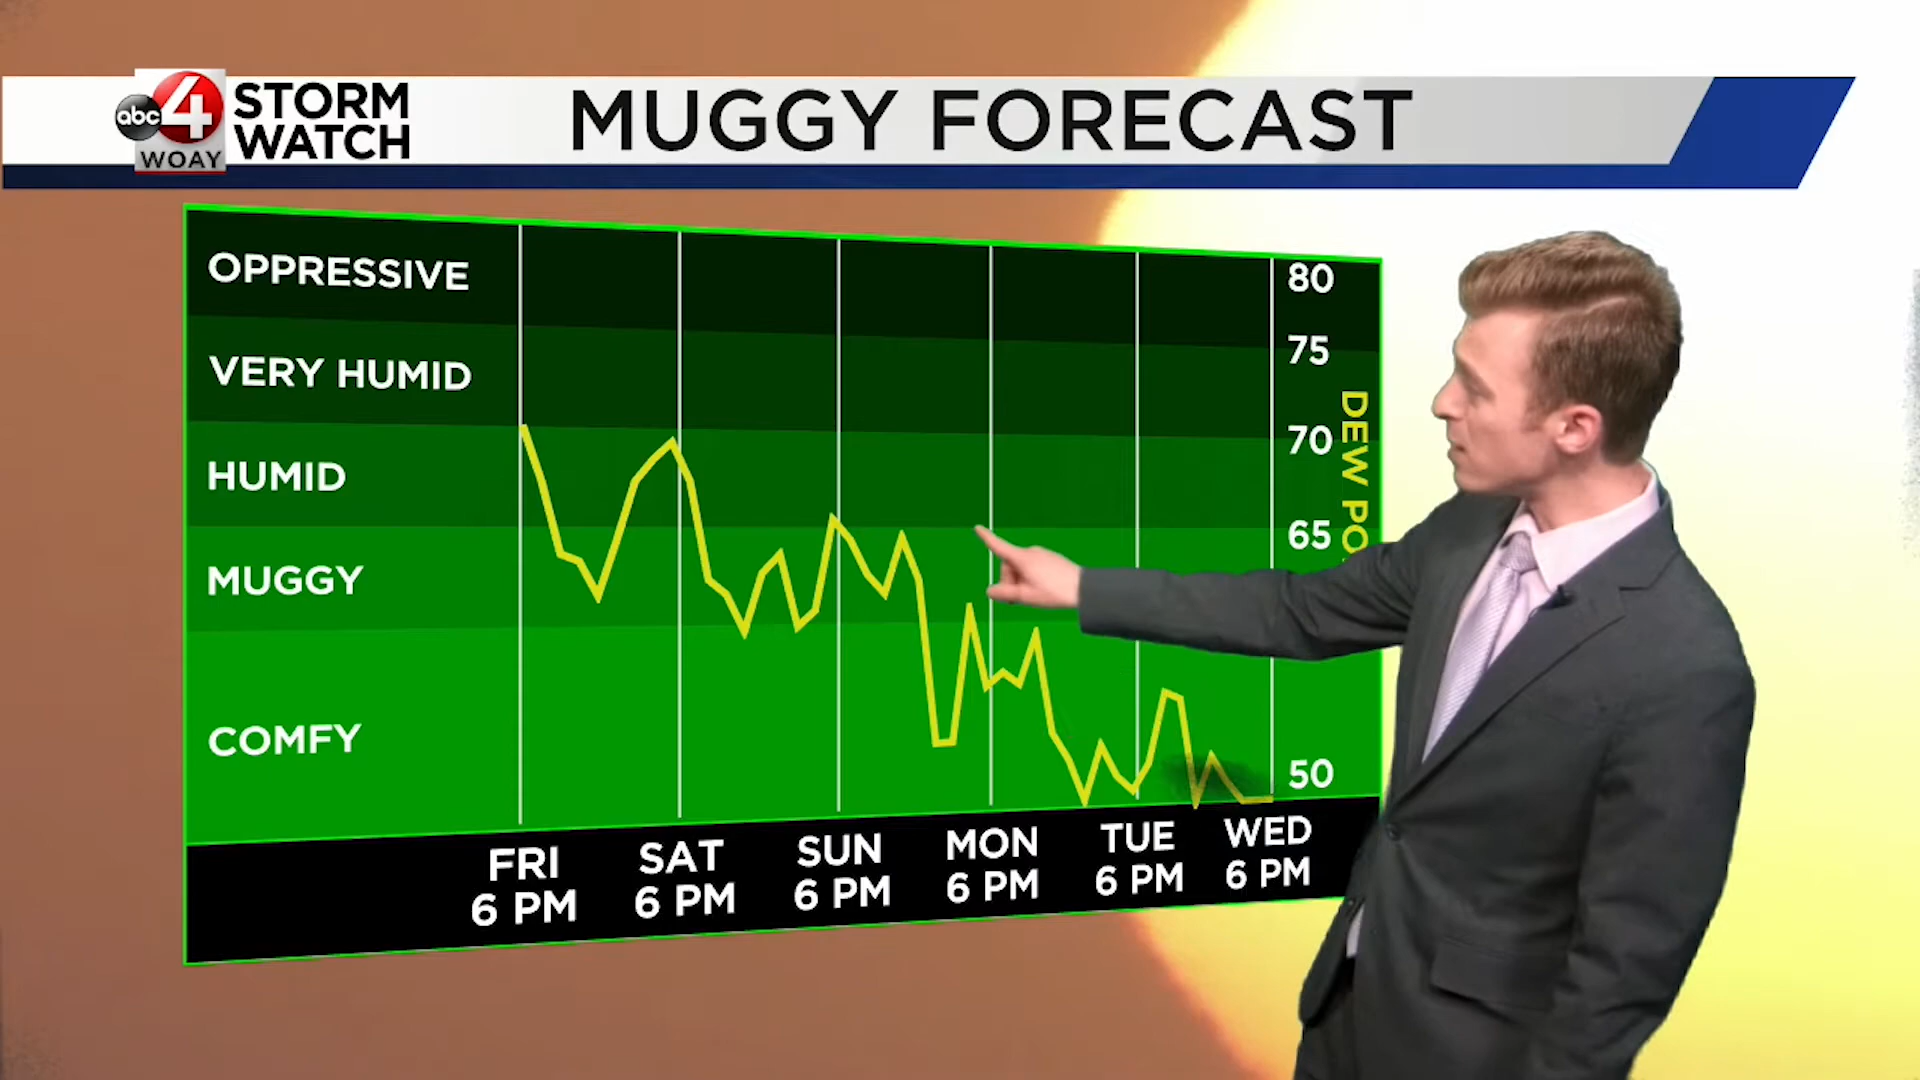 abc 4
WOAY
STORM
WATCH
MUGGY FORECAST
OPPRESSIVE
VERY HUMID
HUMID
MUGGY
COMFY
80
75
70
65
50
DEW PO
FRI
6 PM
SAT
6 PM
SUN
6 PM
MON
6 PM
TUE
6 PM
WED
6 PM